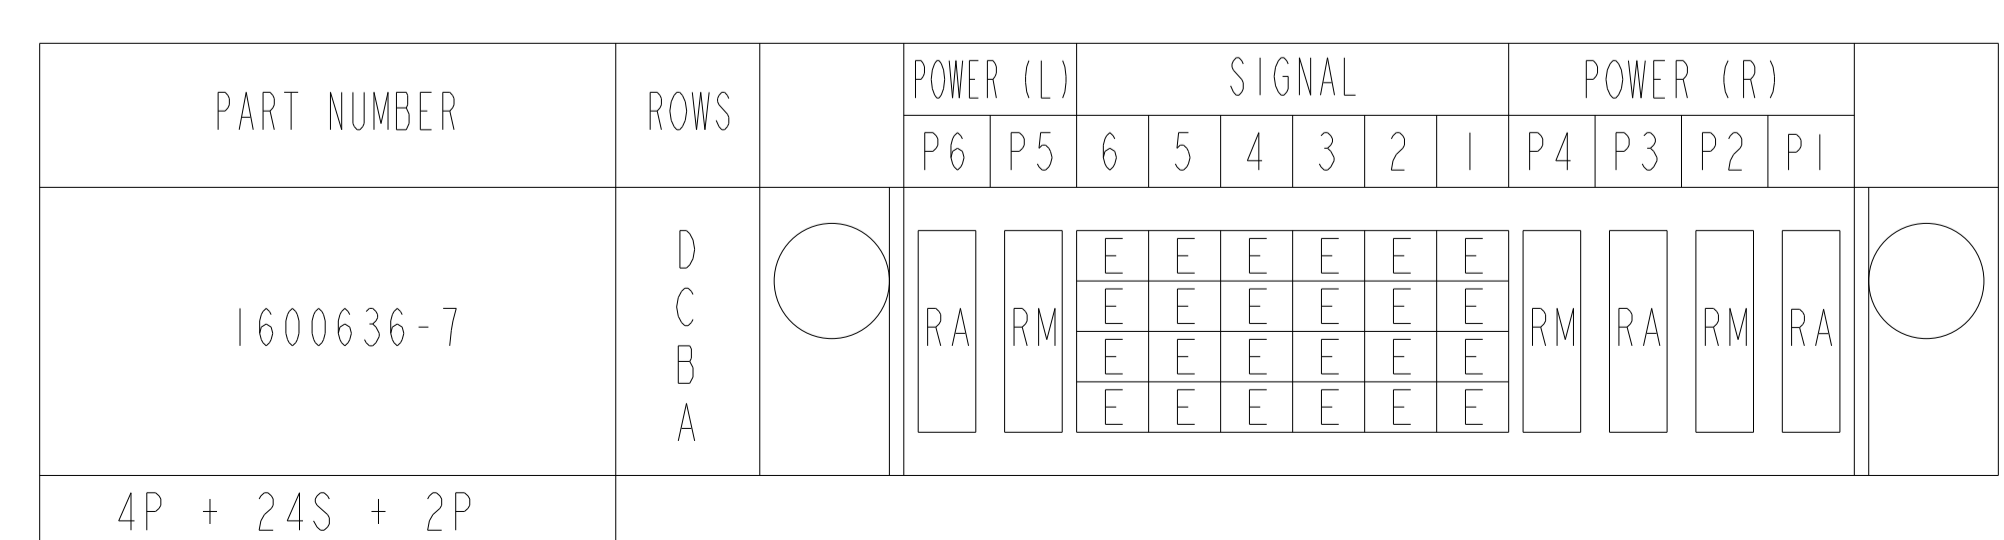 PART NUMBER ROWS POWER (L) SIGNAL POWER (R)
P6 P5 6 5 4 3 2 1 P4 P3 P2 P1
D E E E E E E
C E E E E E E
1600636-7 RA RM RM RA RM RA
B E E E E E E
A E E E E E E
4P + 24S + 2P